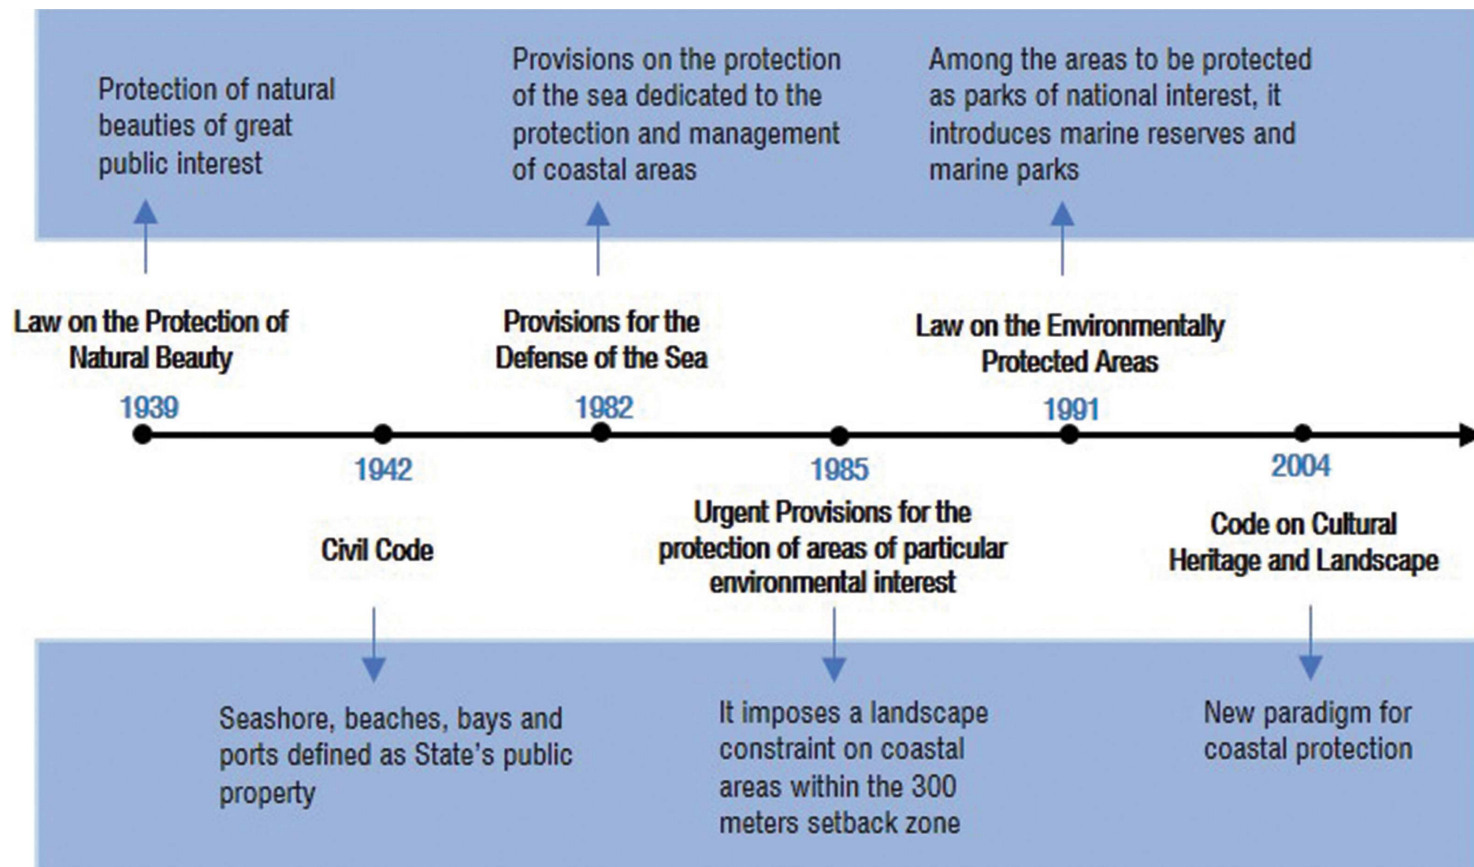 Protection of natural
beauties of great
public interest
Provisions on the protection
of the sea dedicated to the
protection and management
of coastal areas
Among the areas to be protected
as parks of national interest, it
introduces marine reserves and
marine parks
Law on the Protection of
Natural Beauty
1939
Provisions for the
Defense of the Sea
1982
Law on the Environmentally
Protected Areas
1991
1942
Civil Code
1985
Urgent Provisions for the
protection of areas of particular
environmental interest
2004
Code on Cultural
Heritage and Landscape
Seashore, beaches, bays and
ports defined as State’s public
property
It imposes a landscape
constraint on coastal
areas within the 300
meters setback zone
New paradigm for
coastal protection